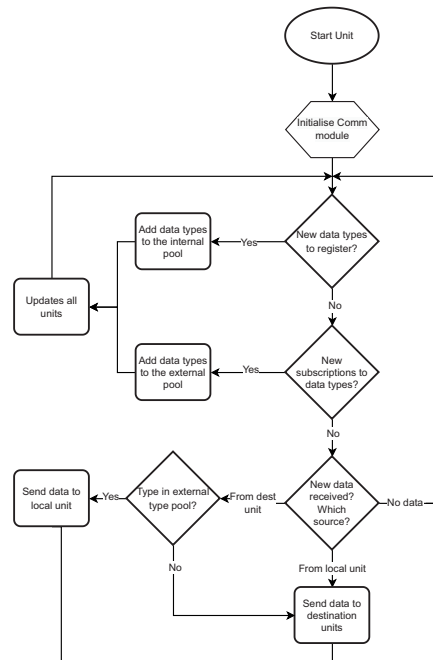 Start Unit
Initialise Comm
module
Add data types
to the internal
pool
Yes
New data types
to register?
Updates all
units
No
Add data types
to the external
pool
Yes
New
subscriptions to
data types?
No
Send data to
local unit
Yes
Type in external
type pool?
From dest
unit
New data
received?
Which
source?
No data
No
From local unit
Send data to
destination
units